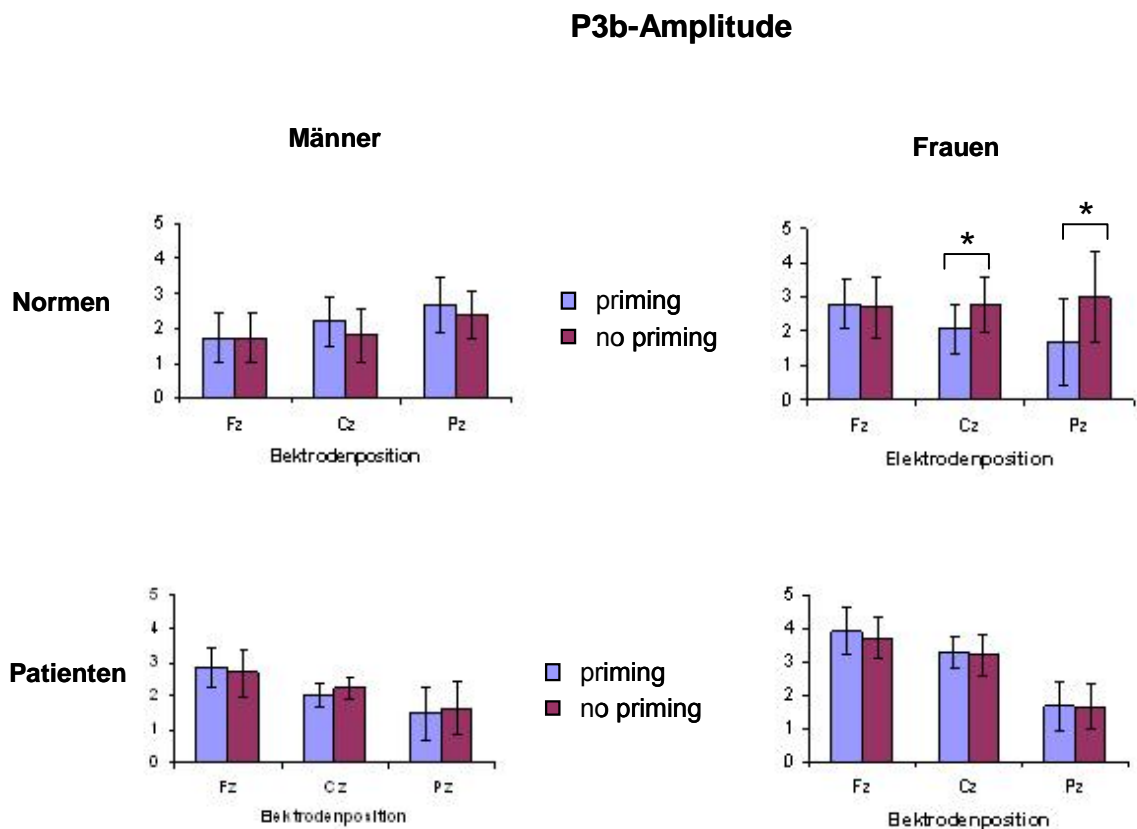 P3b-Amplitude
Männer
Frauen
Normen
5
4
3
2
1
0
Fz
Cz
Pz
Elektrodenposition
priming
no priming
5
4
3
2
1
0
*
*
Fz
Cz
Pz
Elektrodenposition
Patienten
5
4
3
2
1
0
Fz
Cz
Pz
Elektrodenposition
priming
no priming
5
4
3
2
1
0
Fz
Cz
Pz
Elektrodenposition